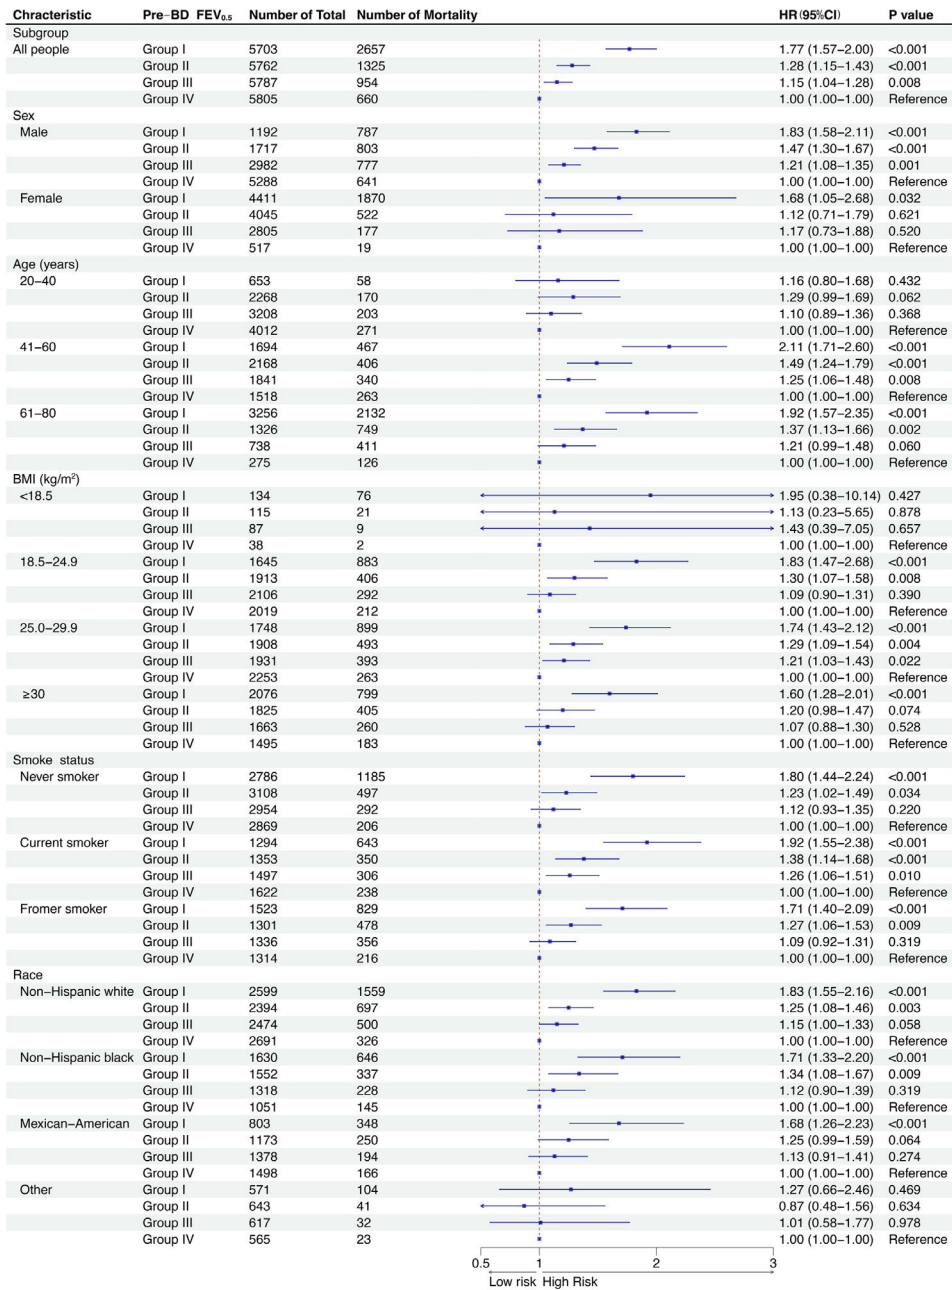 Characteristic Pre−BD FEV0.5 Number of Total Number of Mortality HR (95%CI) P value
Subgroup
All people Group I 5703 2657 1.77 (1.57−2.00) <0.001
Group II 5762 1325 1.28 (1.15−1.43) <0.001
Group III 5787 954 1.15 (1.04−1.28) 0.008
Group IV 5805 660 1.00 (1.00−1.00) Reference
Sex
Male Group I 1192 787 1.83 (1.58−2.11) <0.001
Group II 1717 803 1.47 (1.30−1.67) <0.001
Group III 2982 777 1.21 (1.08−1.35) 0.001
Group IV 5288 641 1.00 (1.00−1.00) Reference
Female Group I 4411 1870 1.68 (1.05−2.68) 0.032
Group II 4045 522 1.12 (0.71−1.79) 0.621
Group III 2805 177 1.17 (0.73−1.88) 0.520
Group IV 517 19 1.00 (1.00−1.00) Reference
Age (years)
20−40 Group I 653 58 1.16 (0.80−1.68) 0.432
Group II 2268 170 1.29 (0.99−1.69) 0.062
Group III 3208 203 1.10 (0.89−1.36) 0.368
Group IV 4012 271 1.00 (1.00−1.00) Reference
41−60 Group I 1694 467 2.11 (1.71−2.60) <0.001
Group II 2168 406 1.49 (1.24−1.79) <0.001
Group III 1841 340 1.25 (1.06−1.48) 0.008
Group IV 1518 263 1.00 (1.00−1.00) Reference
61−80 Group I 3256 2132 1.92 (1.57−2.35) <0.001
Group II 1326 749 1.37 (1.13−1.66) 0.002
Group III 738 411 1.21 (0.99−1.48) 0.060
Group IV 275 126 1.00 (1.00−1.00) Reference
BMI (kg/m²)
<18.5 Group I 134 76 1.95 (0.38−10.14) 0.427
Group II 115 21 1.13 (0.23−5.65) 0.878
Group III 87 9 1.43 (0.39−7.05) 0.657
Group IV 38 2 1.00 (1.00−1.00) Reference
18.5−24.9 Group I 1645 883 1.83 (1.47−2.68) <0.001
Group II 1913 406 1.30 (1.07−1.58) 0.008
Group III 2106 292 1.09 (0.90−1.31) 0.390
Group IV 2019 212 1.00 (1.00−1.00) Reference
25.0−29.9 Group I 1748 899 1.74 (1.43−2.12) <0.001
Group II 1908 493 1.29 (1.09−1.54) 0.004
Group III 1931 393 1.21 (1.03−1.43) 0.022
Group IV 2253 263 1.00 (1.00−1.00) Reference
≥30 Group I 2076 799 1.60 (1.28−2.01) <0.001
Group II 1825 405 1.20 (0.98−1.47) 0.074
Group III 1663 260 1.07 (0.88−1.30) 0.528
Group IV 1495 183 1.00 (1.00−1.00) Reference
Smoke status
Never smoker Group I 2786 1185 1.80 (1.44−2.24) <0.001
Group II 3108 497 1.23 (1.02−1.49) 0.034
Group III 2954 292 1.12 (0.93−1.35) 0.220
Group IV 2869 206 1.00 (1.00−1.00) Reference
Current smoker Group I 1294 643 1.92 (1.55−2.38) <0.001
Group II 1353 350 1.38 (1.14−1.68) <0.001
Group III 1497 306 1.26 (1.06−1.51) 0.010
Group IV 1622 238 1.00 (1.00−1.00) Reference
Fromer smoker Group I 1523 829 1.71 (1.40−2.09) <0.001
Group II 1301 478 1.27 (1.06−1.53) 0.009
Group III 1336 356 1.09 (0.92−1.31) 0.319
Group IV 1314 216 1.00 (1.00−1.00) Reference
Race
Non−Hispanic white Group I 2599 1559 1.83 (1.55−2.16) <0.001
Group II 2394 697 1.25 (1.08−1.46) 0.003
Group III 2474 500 1.15 (1.00−1.33) 0.058
Group IV 2691 326 1.00 (1.00−1.00) Reference
Non−Hispanic black Group I 1630 646 1.71 (1.33−2.20) <0.001
Group II 1552 337 1.34 (1.08−1.67) 0.009
Group III 1318 228 1.12 (0.90−1.39) 0.319
Group IV 1051 145 1.00 (1.00−1.00) Reference
Mexican−American Group I 803 348 1.68 (1.26−2.23) <0.001
Group II 1173 250 1.25 (0.99−1.59) 0.064
Group III 1378 194 1.13 (0.91−1.41) 0.274
Group IV 1498 166 1.00 (1.00−1.00) Reference
Other Group I 571 104 1.27 (0.66−2.46) 0.469
Group II 643 41 0.87 (0.48−1.56) 0.634
Group III 617 32 1.01 (0.58−1.77) 0.978
Group IV 565 23 1.00 (1.00−1.00) Reference
0.5 1 2 3
Low risk High Risk